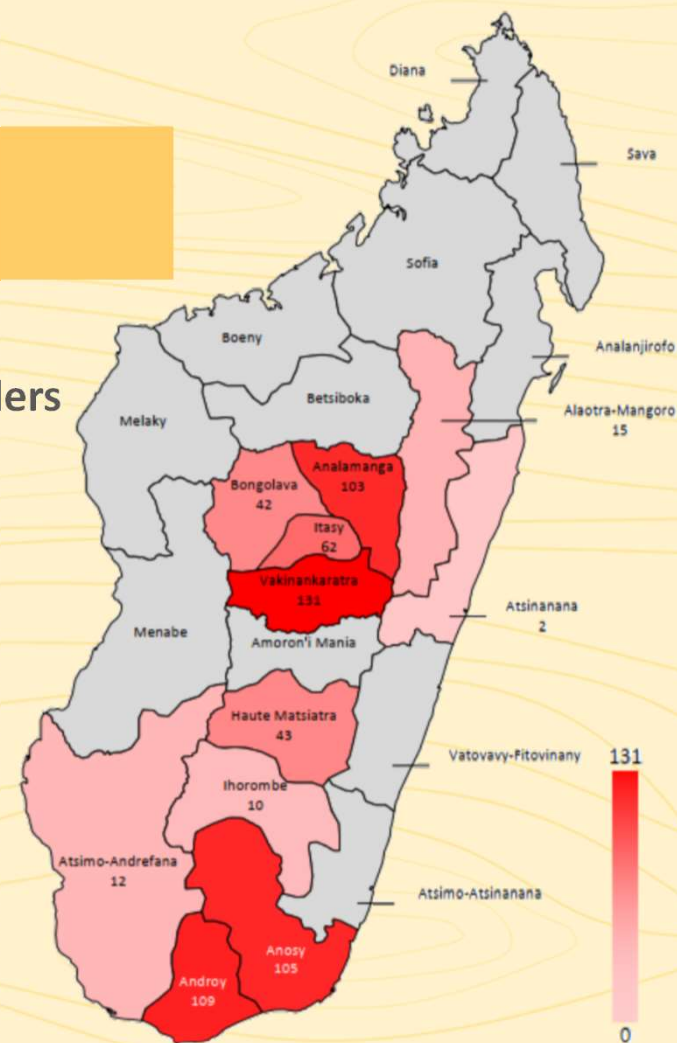 Diana
Sava
Sofia
Boeny
Analanjirofo
Betsiboka
Melaky
Alaotra-Mangoro
15
Analamanga
103
Bongolava
42
Itasy
62
Vakinankaratra
131
Atsinanana
2
Menabe
Amoron'i Mania
Haute Matsiatra
43
Vatovavy-Fitovinany
131
Ihorombe
10
Atsimo-Andrefana
12
Atsimo-Atsinanana
Anosy
105
Androy
109
0